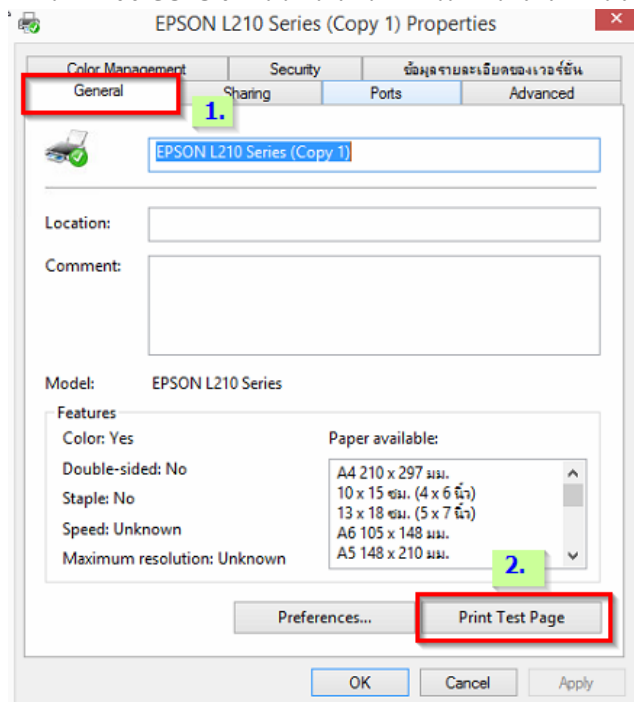 EPSON L210 Series (Copy 1) Properties
Color Management Security ข้อมูลรายละเอียดของเวอร์ชัน
General Sharing Ports Advanced
1.
EPSON L210 Series (Copy 1)
Location:
Comment:
Model: EPSON L210 Series
Features
Color: Yes
Double-sided: No
Staple: No
Speed: Unknown
Maximum resolution: Unknown
Paper available:
A4 210 x 297 มม.
10 x 15 ซม. (4 x 6 นิ้ว)
13 x 18 ซม. (5 x 7 นิ้ว)
A6 105 x 148 มม.
A5 148 x 210 มม.
2.
Preferences... Print Test Page
OK Cancel Apply